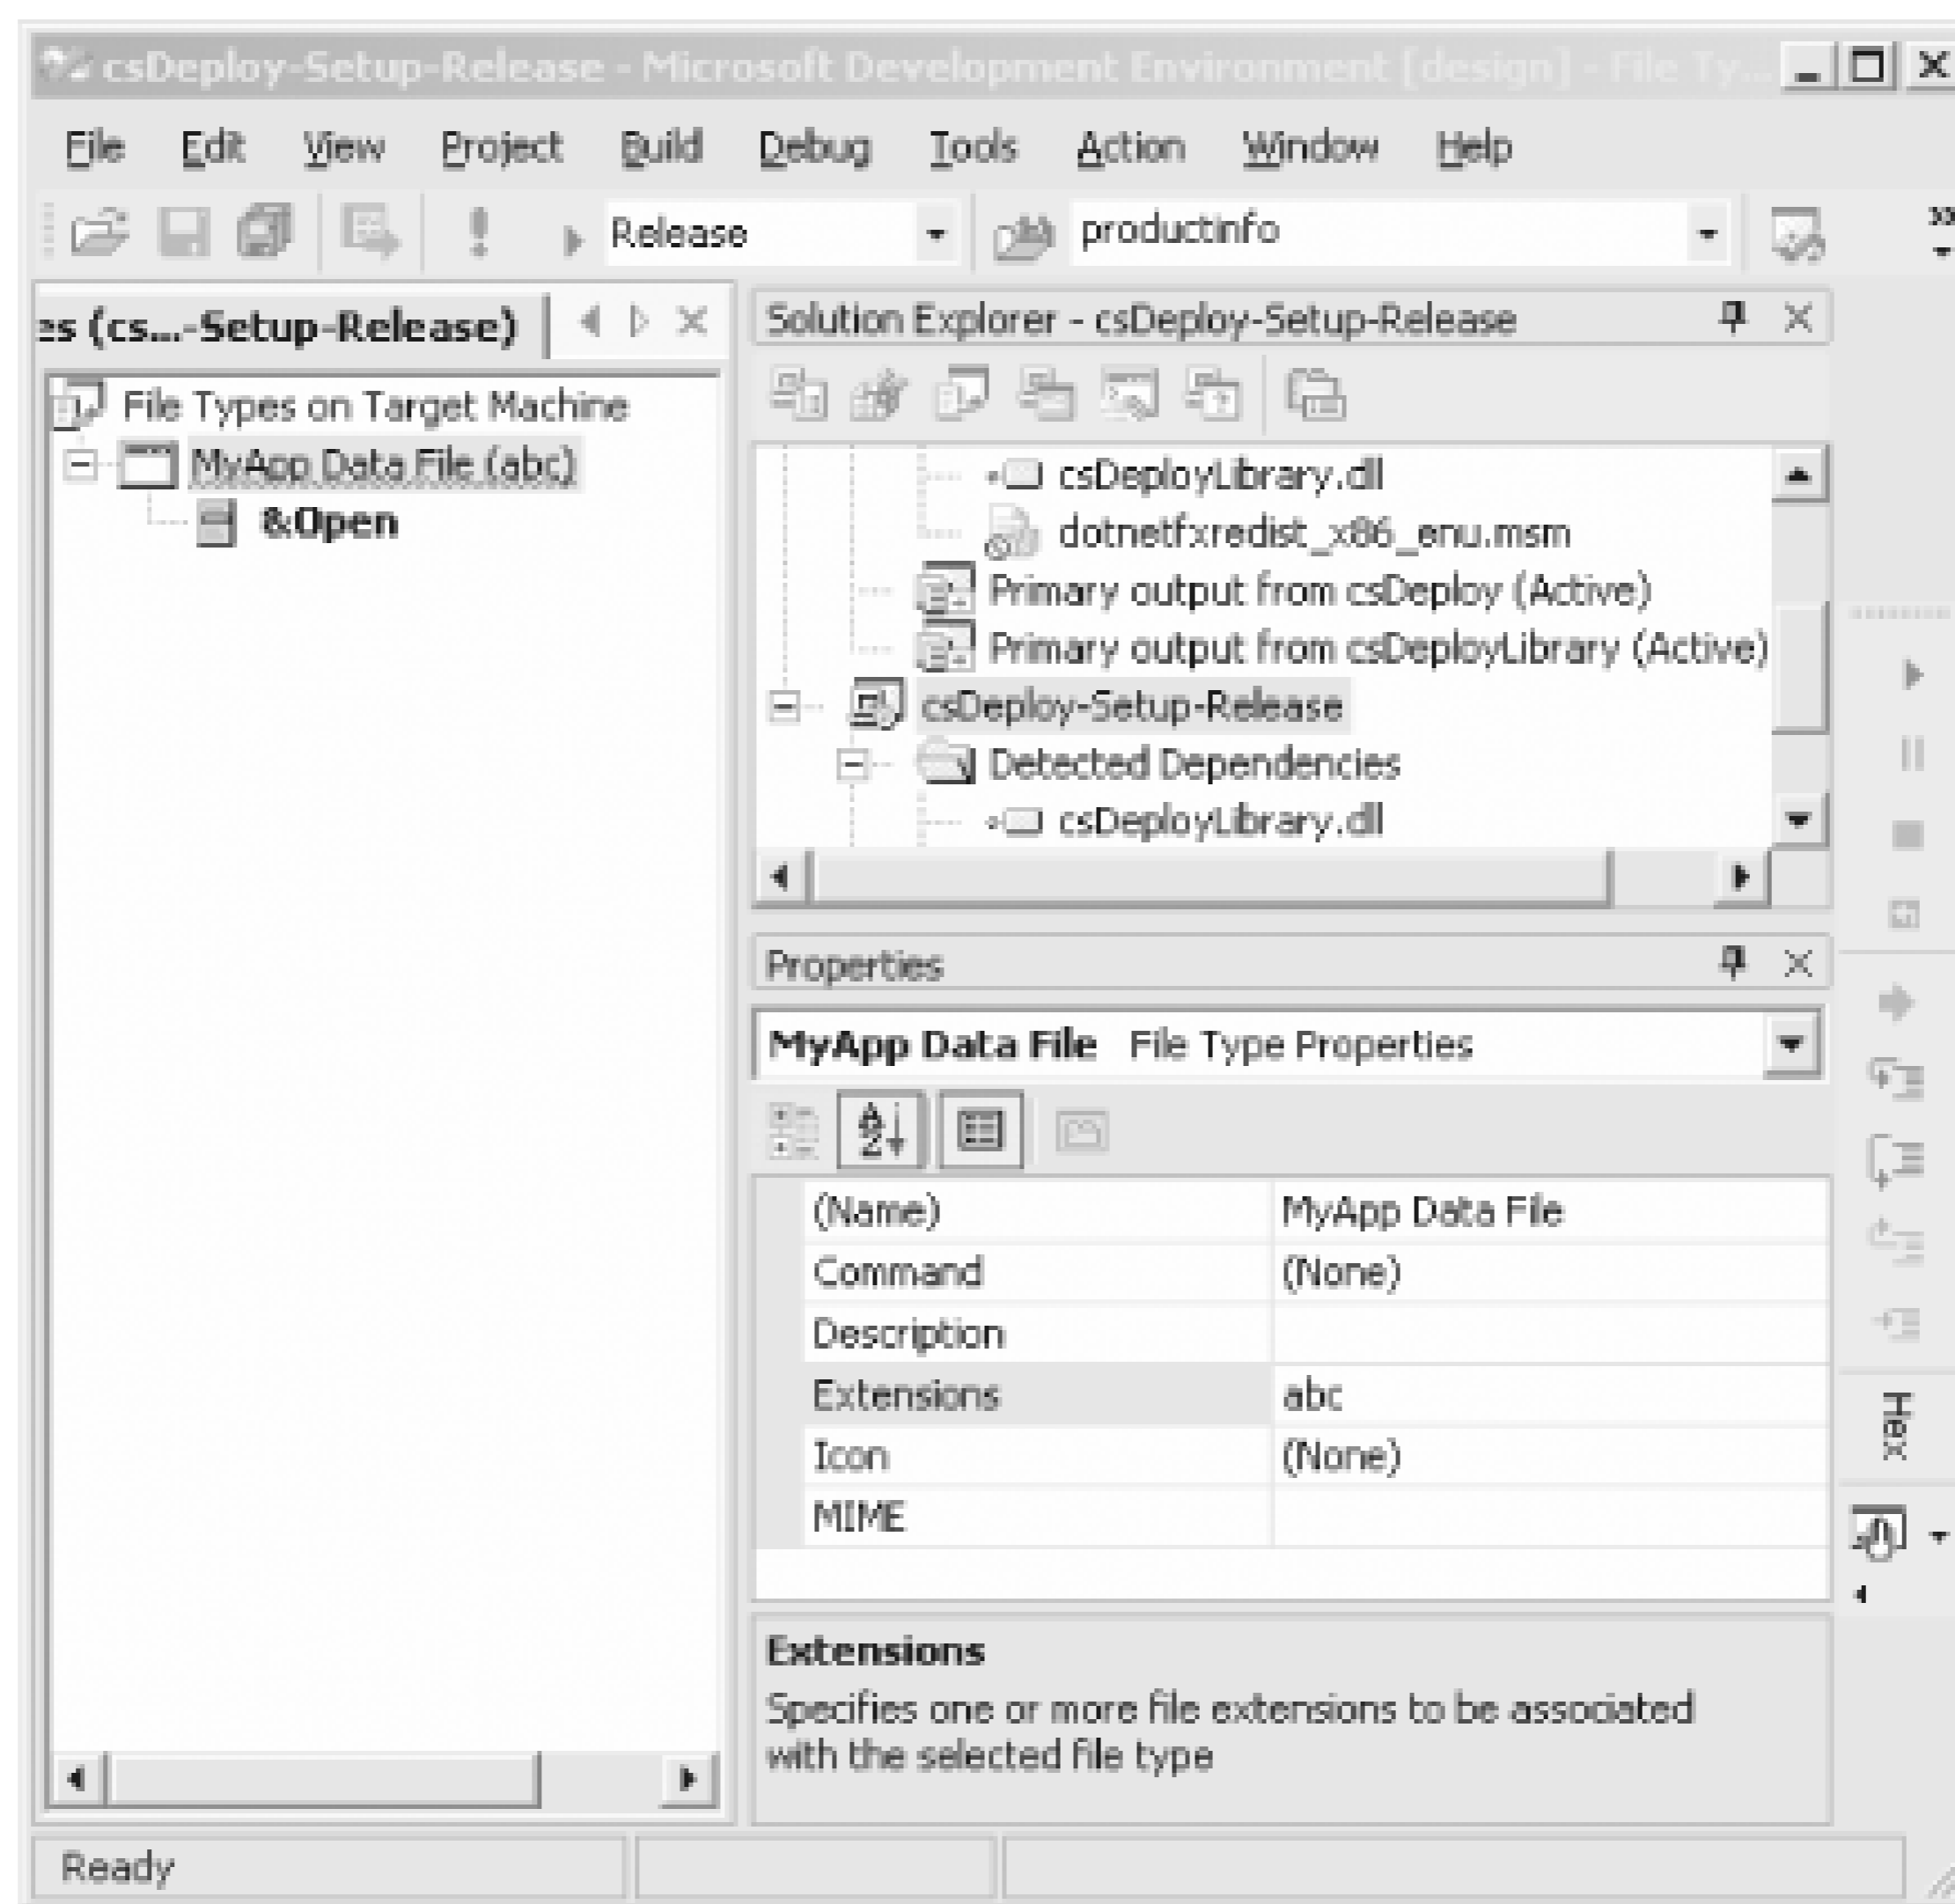 csDeploy-Setup-Release - Microsoft Development Environment [design] - File Ty...
File Edit View Project Build Debug Tools Action Window Help
Release productinfo
es (cs...-Setup-Release)
File Types on Target Machine
MyApp Data File (abc)
&Open
Solution Explorer - csDeploy-Setup-Release
csDeployLibrary.dll
dotnetfxredist_x86_enu.msm
Primary output from csDeploy (Active)
Primary output from csDeployLibrary (Active)
csDeploy-Setup-Release
Detected Dependencies
csDeployLibrary.dll
Properties
MyApp Data File File Type Properties
(Name) MyApp Data File
Command (None)
Description
Extensions abc
Icon (None)
MIME
Extensions
Specifies one or more file extensions to be associated
with the selected file type
Hex
Ready